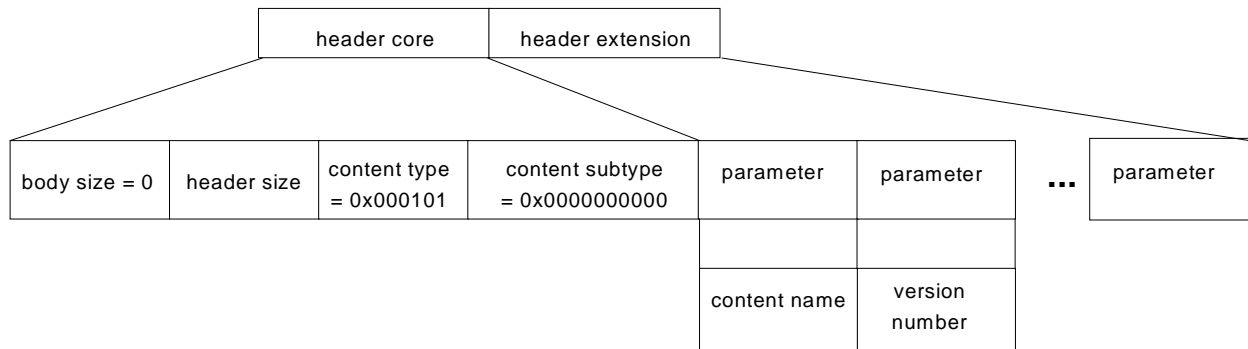 header core
header extension
body size = 0
header size
content type
= 0x000101
content subtype
= 0x0000000000
parameter
parameter
...
parameter
content name
version
number